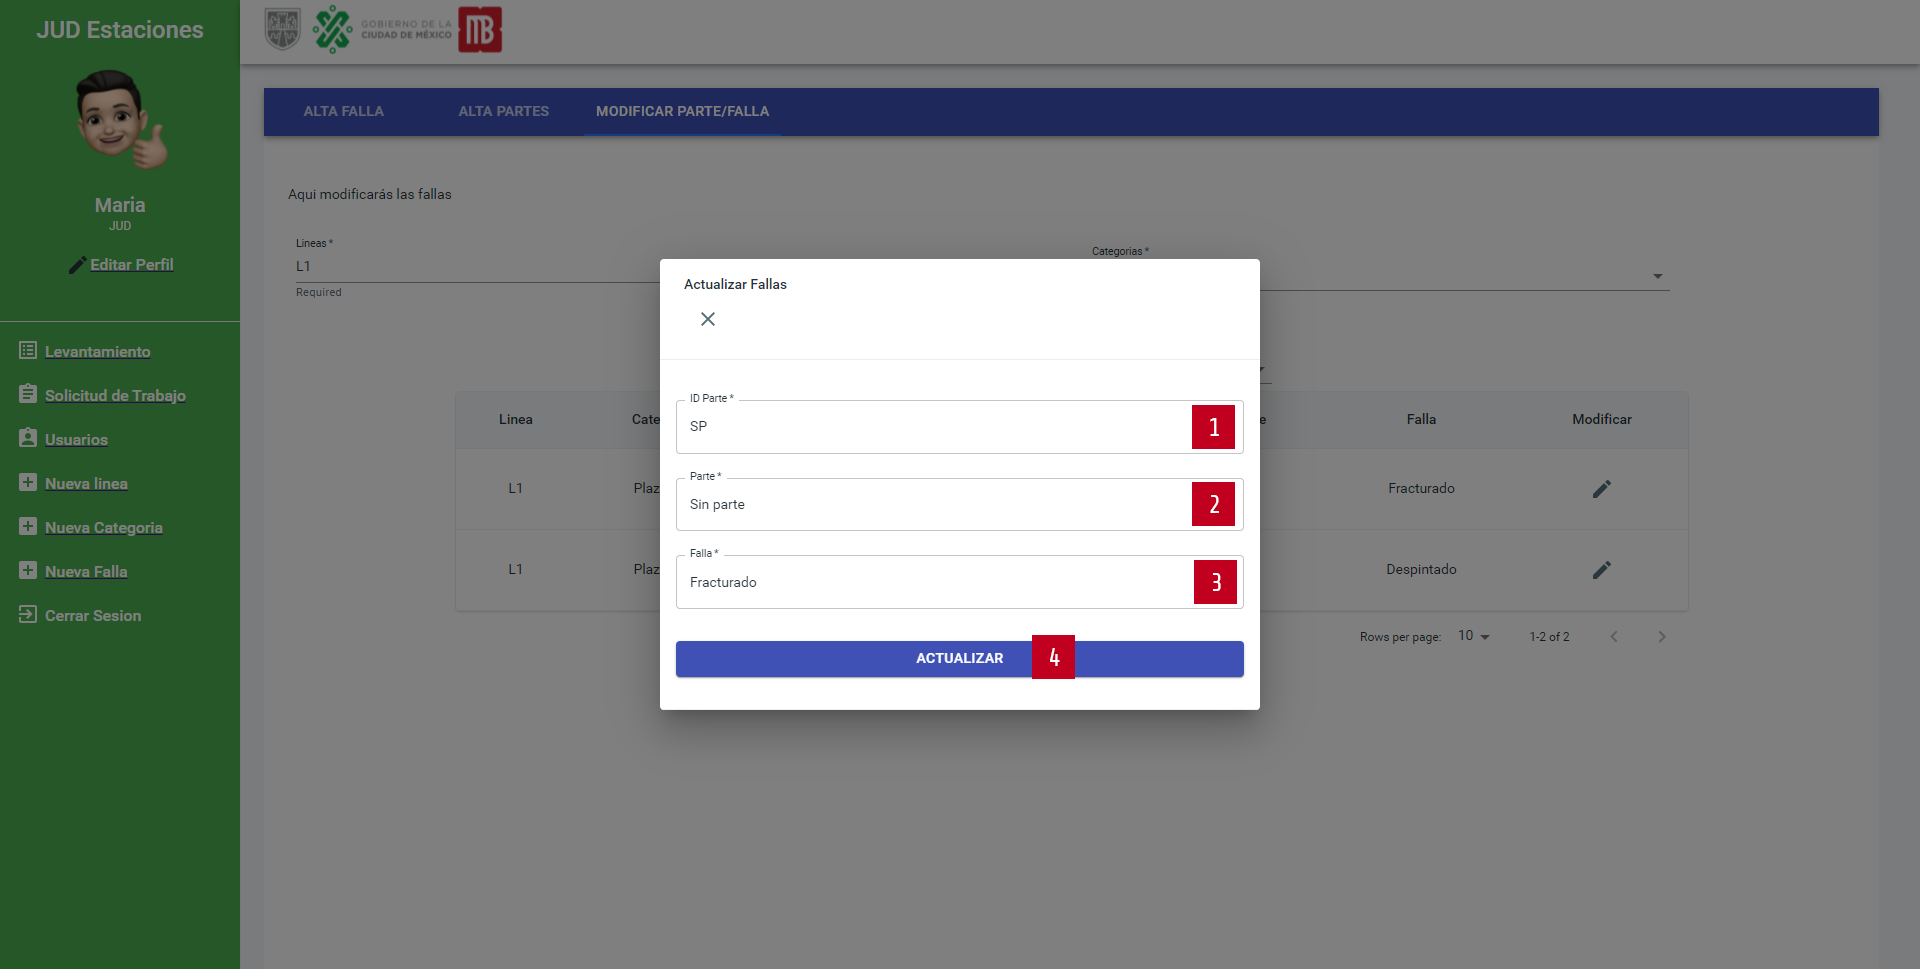 JUD Estaciones
Maria
JUD
Editar Perfil
Levantamiento
Solicitud de Trabajo
Usuarios
Nueva linea
Nueva Categoria
Nueva Falla
Cerrar Sesion
GOBIERNO DE LA
CIUDAD DE MÉXICO
MB
ALTA FALLA
ALTA PARTES
MODIFICAR PARTE/FALLA
Aqui modificarás las fallas
Lineas *
L1
Required
Categorias *
Linea
Cate
e
Falla
Modificar
L1
Plaz
Fracturado
L1
Plaz
Despintado
Rows per page:
10
1-2 of 2
Actualizar Fallas
ID Parte *
SP
1
Parte *
Sin parte
2
Falla *
Fracturado
3
ACTUALIZAR
4